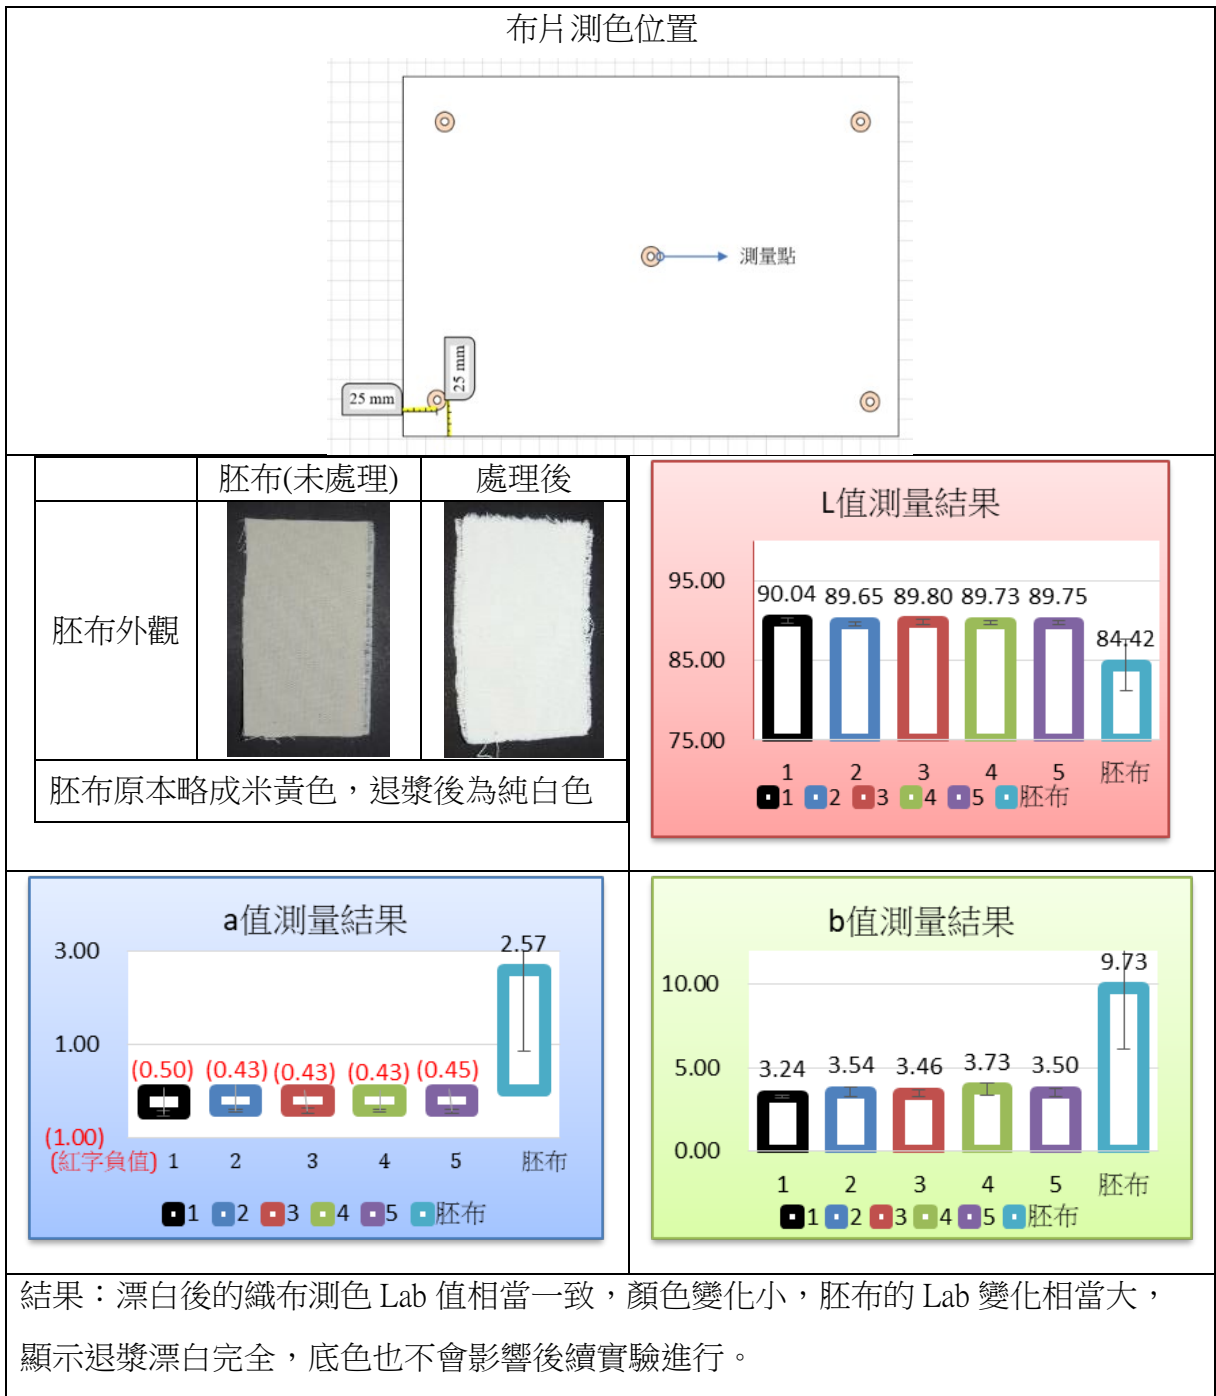 布片測色位置
測量點
25 mm
25 mm
胚布(未處理)
處理後
胚布外觀
胚布原本略成米黃色，退漿後為純白色
L值測量結果
95.00
85.00
75.00
90.04 89.65 89.80 89.73 89.75
84.42
1 2 3 4 5 胚布
1 2 3 4 5 胚布
a值測量結果
3.00
1.00
(1.00)
2.57
(0.50) (0.43) (0.43) (0.43) (0.45)
(紅字負值) 1 2 3 4 5 胚布
1 2 3 4 5 胚布
b值測量結果
10.00
5.00
0.00
9.73
3.24 3.54 3.46 3.73 3.50
1 2 3 4 5 胚布
1 2 3 4 5 胚布
結果：漂白後的織布測色 Lab 值相當一致，顏色變化小，胚布的 Lab 變化相當大，
顯示退漿漂白完全，底色也不會影響後續實驗進行。